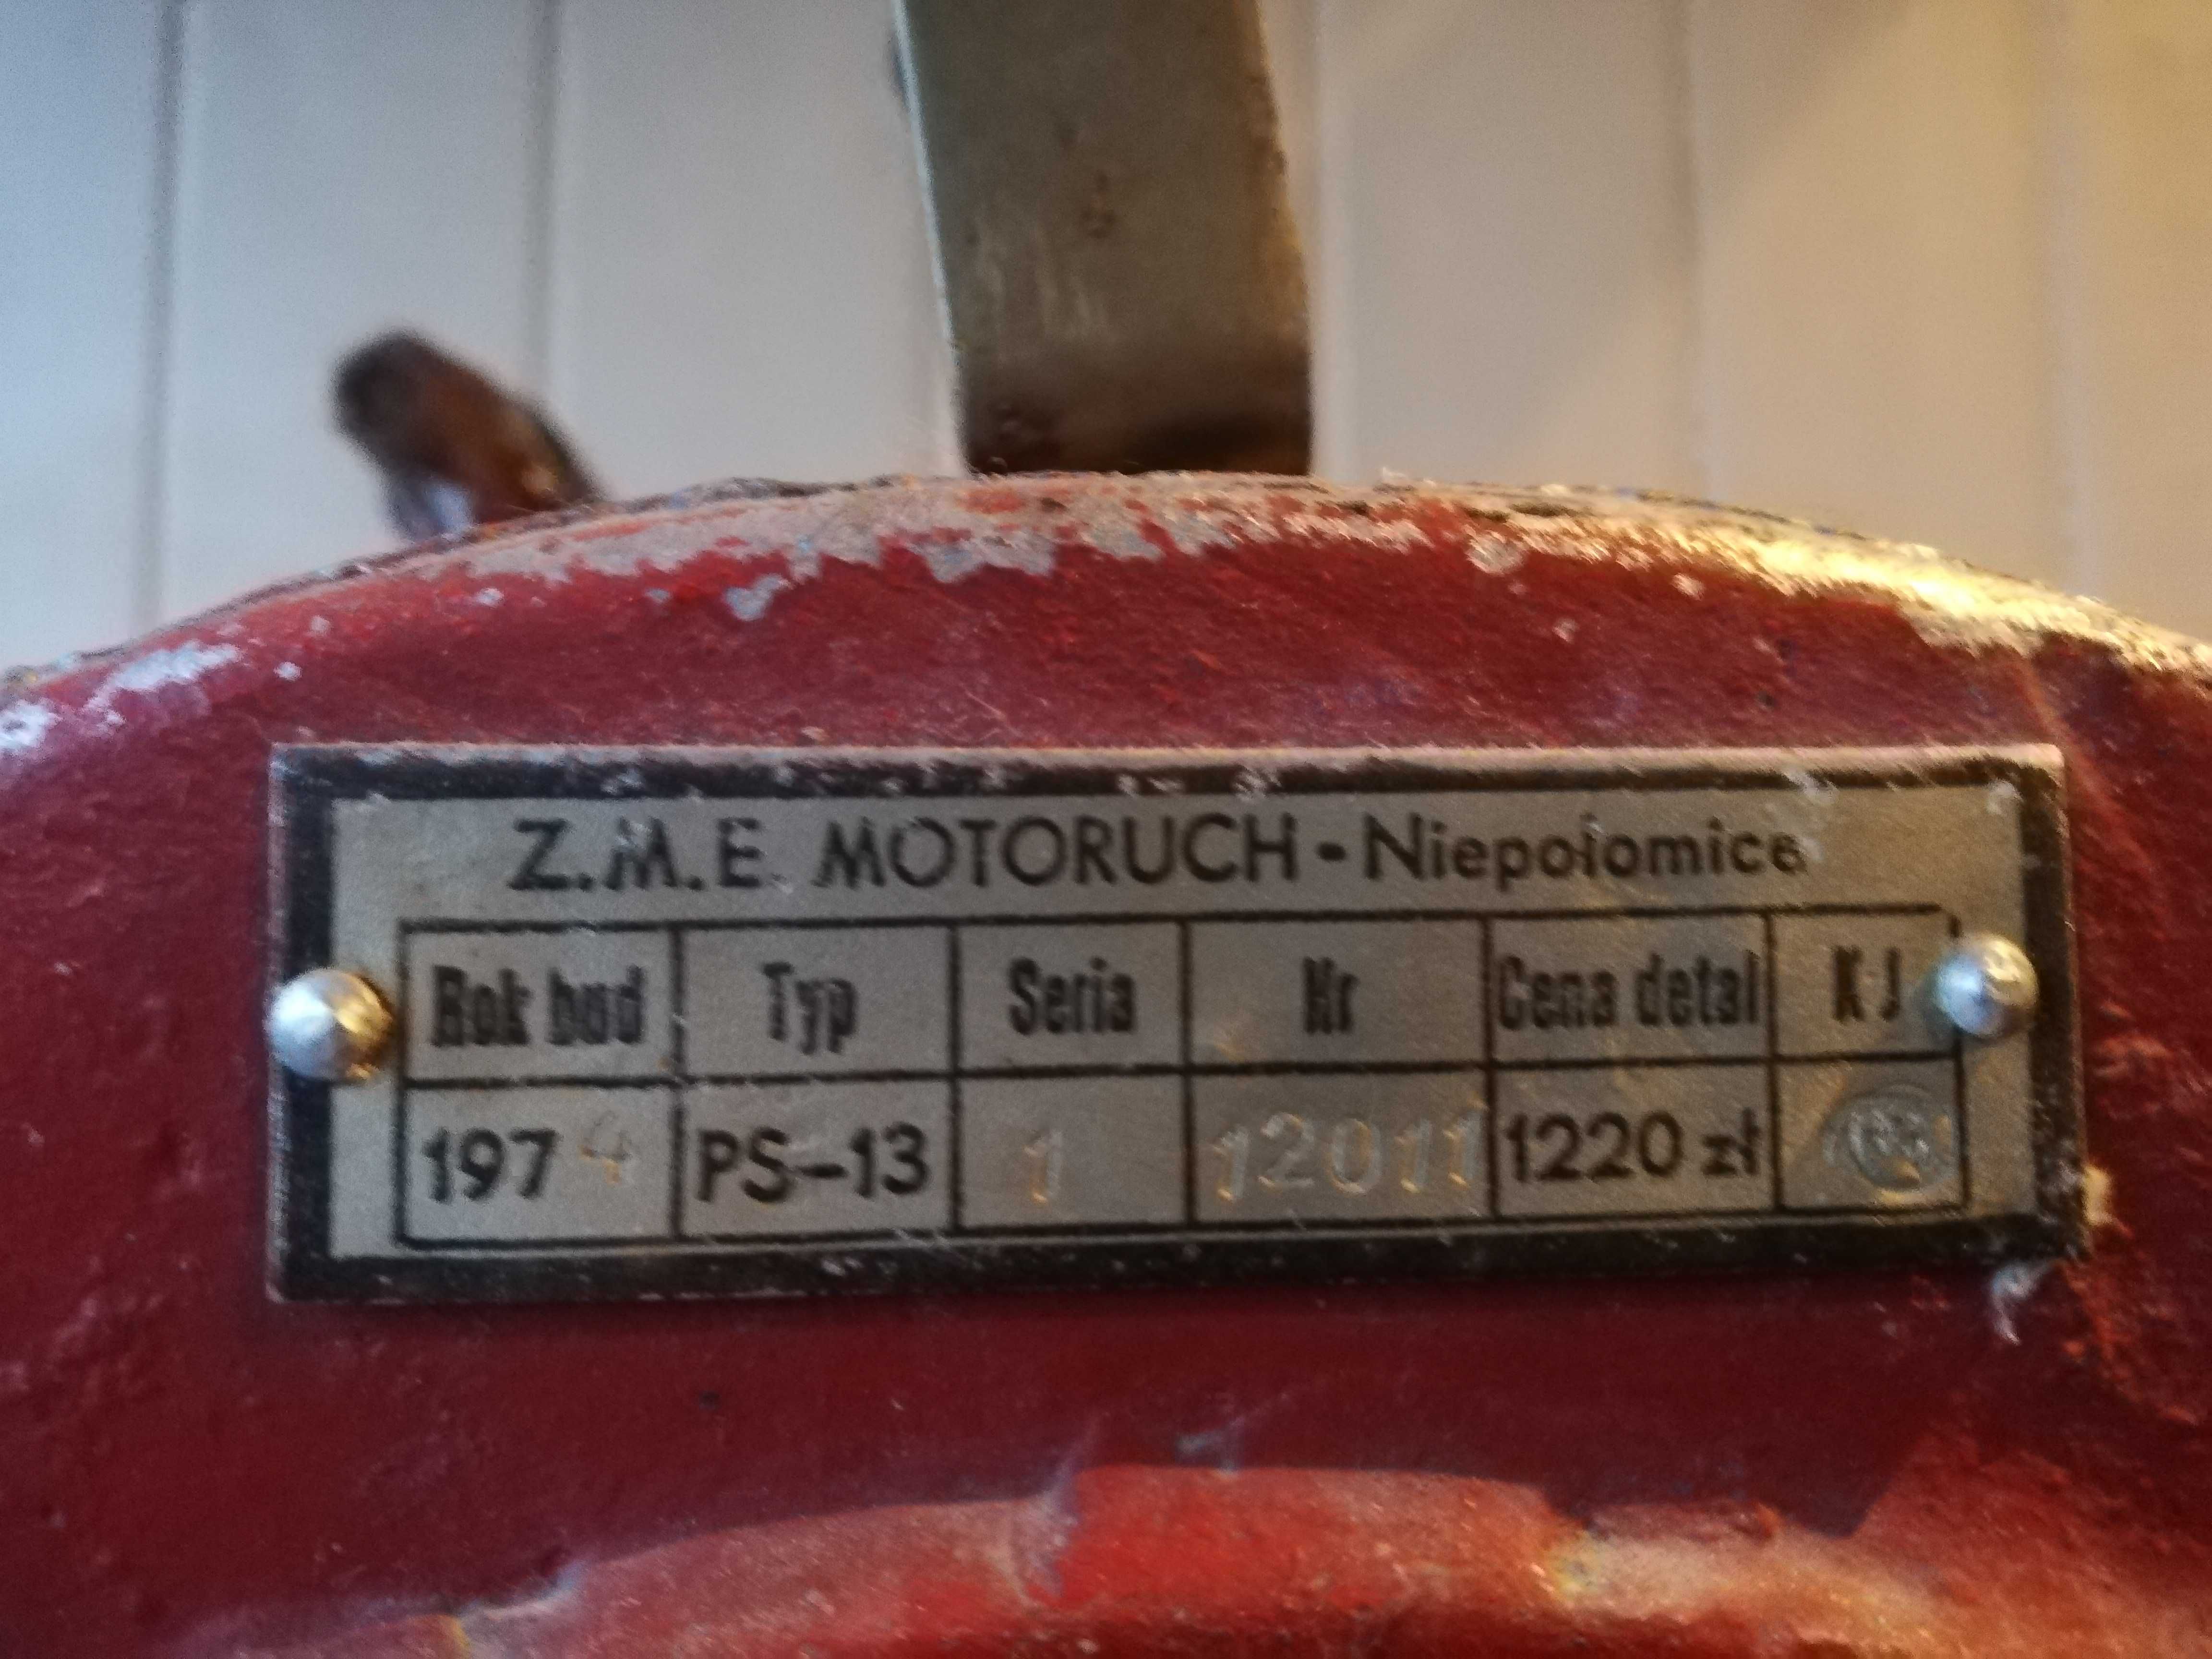 Z.M.E. MOTORUCH - Niepołomice
Rok bud Typ Seria Nr Cena detal KJ
1974 PS-13 1 12011 1220 zł